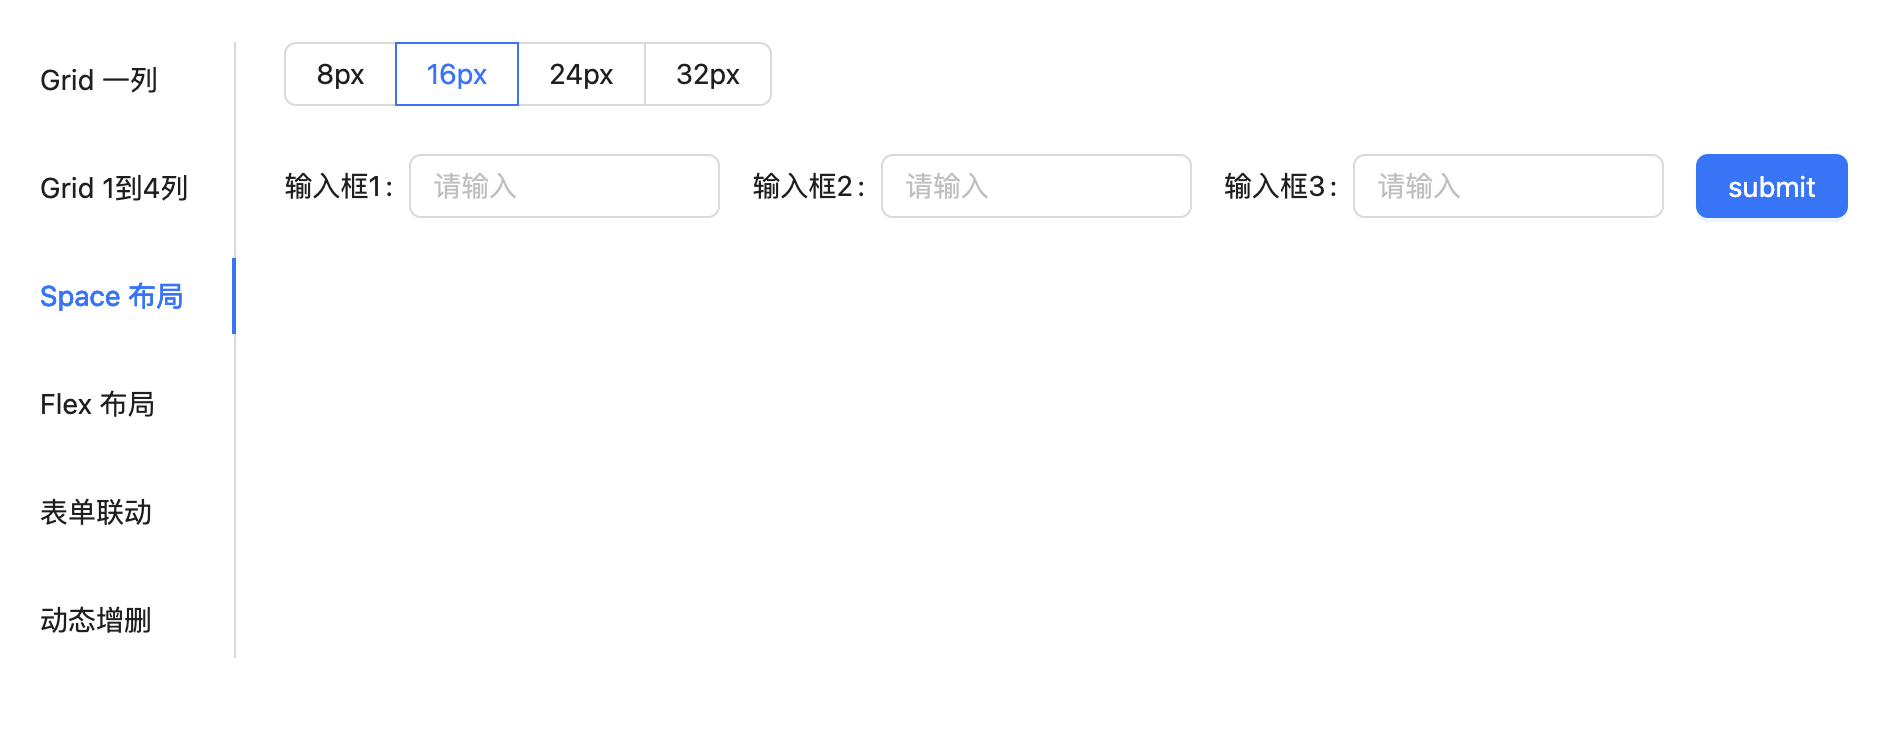 Grid 一列
Grid 1到4列
Space 布局
Flex 布局
表单联动
动态增删
8px 16px 24px 32px
输入框1: 请输入 输入框2: 请输入 输入框3: 请输入 submit